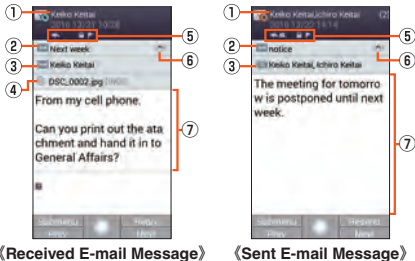 ① Keiko Keitai
2016 12/21 10:08
⑤
② Next week
⑥
③ Keiko Keitai
④ DSC_0002.jpg
From my cell phone.
⑦
Can you print out the ata
chment and hand it in to
General Affairs?
Submenu Reply
Prev Next
《Received E-mail Message》
① Keiko Keitai,Ichiro Keitai (2)
2016 12/22 14:14
⑤
② notice
⑥
③ Keiko Keitai, Ichiro Keitai
The meeting for tomorro
w is postponed until next
week.
⑦
Submenu Resend
Prev Next
《Sent E-mail Message》